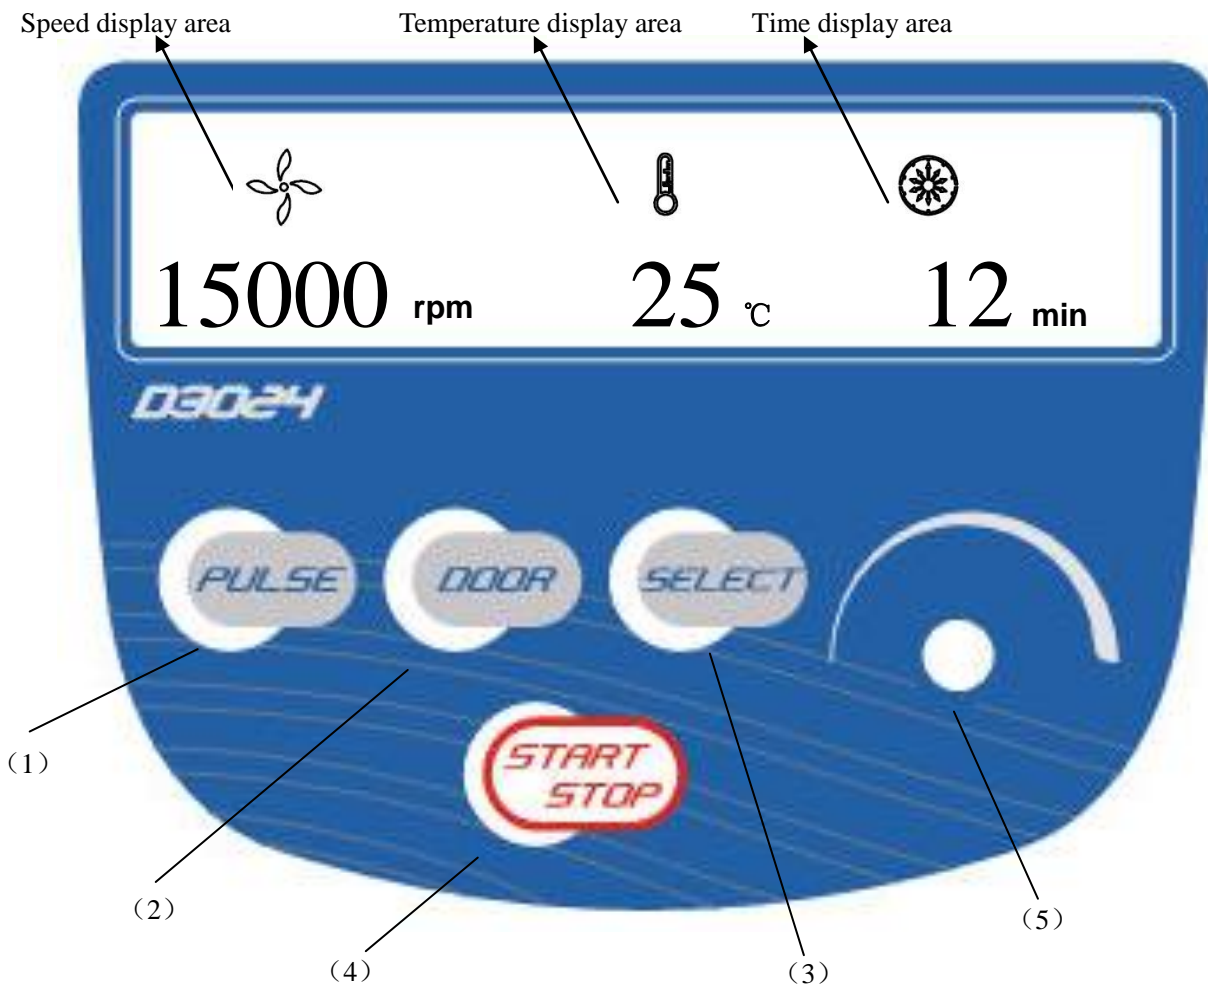 Speed display area Temperature display area Time display area
15000 rpm 25 ℃ 12 min
D3024
PULSE DOOR SELECT
START
STOP
（1）
（2）
（5）
（4）
（3）